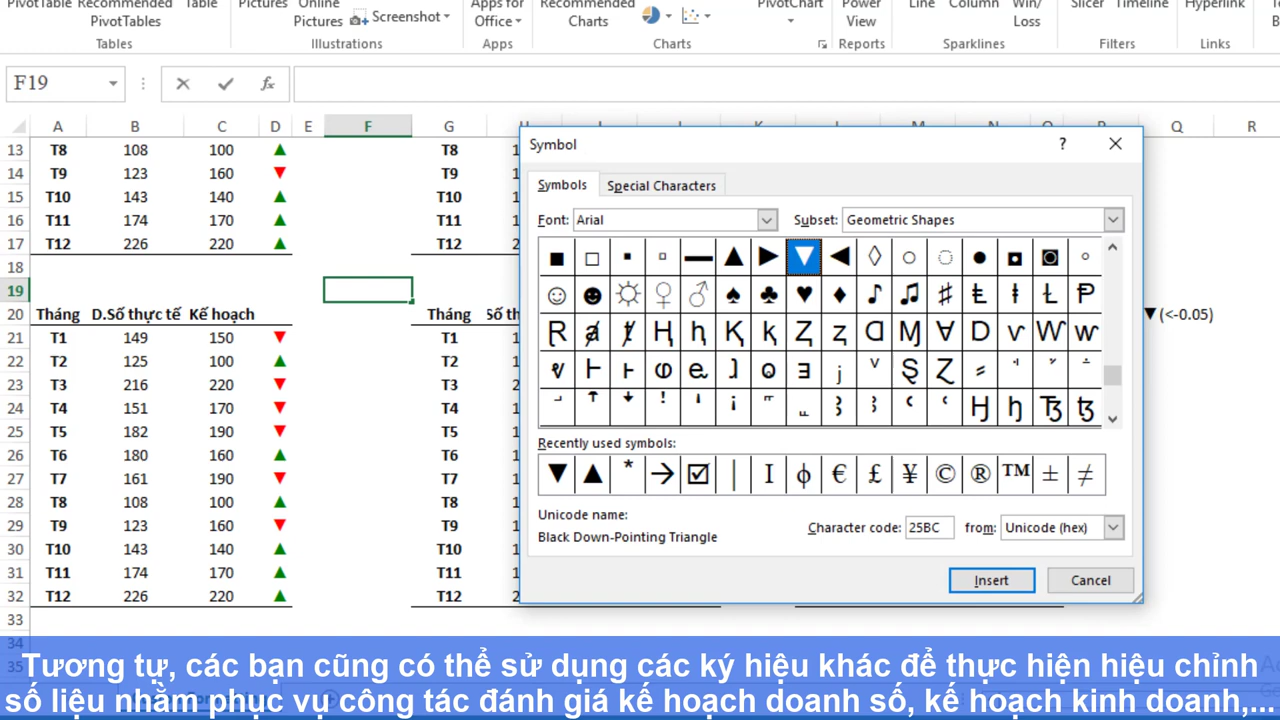 PivotTable Recommended Table Pictures Online Apps for Recommended PivotChart Power Line Column Win/ Slicer Timeline Hyperlink
PivotTables Pictures Screenshot Office Charts View Loss
Tables Illustrations Apps Charts Reports Sparklines Filters Links
F19 fx
A B C D E F G Q R
13 T8 108 100 ▲ T8
14 T9 123 160 ▼ T9
15 T10 143 140 ▲ T10
16 T11 174 170 ▲ T11
17 T12 226 220 ▲ T12
18
19
20 Tháng D.Số thực tế Kế hoạch Tháng ▼(<-0.05)
21 T1 149 150 ▼ T1
22 T2 125 100 ▲ T2
23 T3 216 220 ▼ T3
24 T4 151 170 ▼ T4
25 T5 182 190 ▼ T5
26 T6 180 160 ▲ T6
27 T7 161 190 ▼ T7
28 T8 108 100 ▲ T8
29 T9 123 160 ▼ T9
30 T10 143 140 ▲ T10
31 T11 174 170 ▲ T11
32 T12 226 220 ▲ T12
33
34
35
Symbol ? ×
Symbols Special Characters
Font: Arial Subset: Geometric Shapes
■ □ ▪ ▫ ▬ ▲ ► ▼ ◄ ◊ ○ ◌ ● ◘ ◙ ◦
☺ ☻ ☼ ♀ ♂ ♠ ♣ ♥ ♦ ♪ ♫ ♯
Recently used symbols:
▼ ▲ * → ☑ │ I ϕ € £ ¥ © ® ™ ± ≠
Unicode name:
Black Down-Pointing Triangle
Character code: 25BC from: Unicode (hex)
Insert Cancel
Tương tự, các bạn cũng có thể sử dụng các ký hiệu khác để thực hiện hiệu chỉnh
số liệu nhằm phục vụ công tác đánh giá kế hoạch doanh số, kế hoạch kinh doanh,...